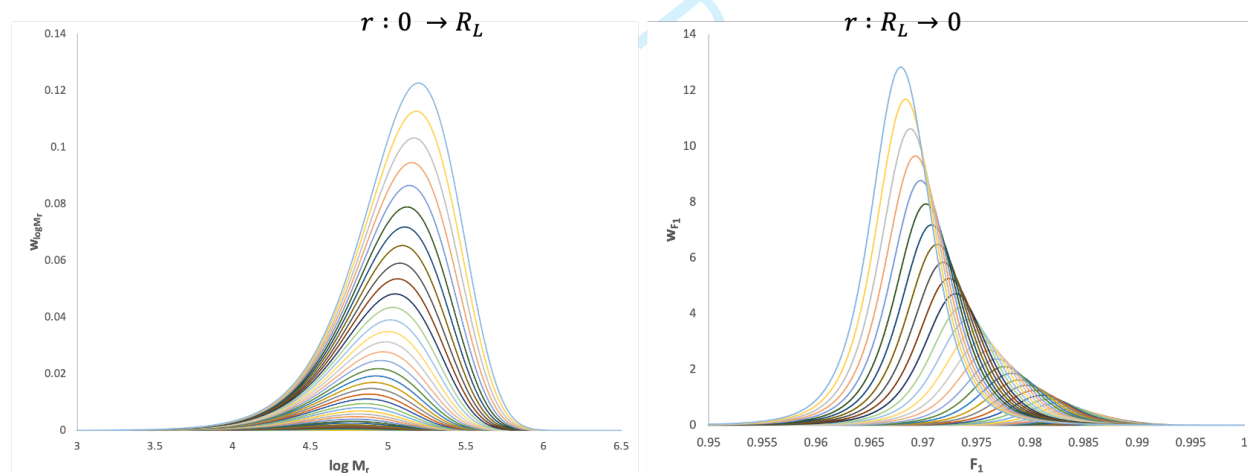 r : 0 → R_L
0.14
0.12
0.1
0.08
0.06
0.04
0.02
0
w_logM_r
3 3.5 4 4.5 5 5.5 6 6.5
log M_r
r : R_L → 0
14
12
10
8
6
4
2
0
w_F_1
0.95 0.955 0.96 0.965 0.97 0.975 0.98 0.985 0.99 0.995 1
F_1